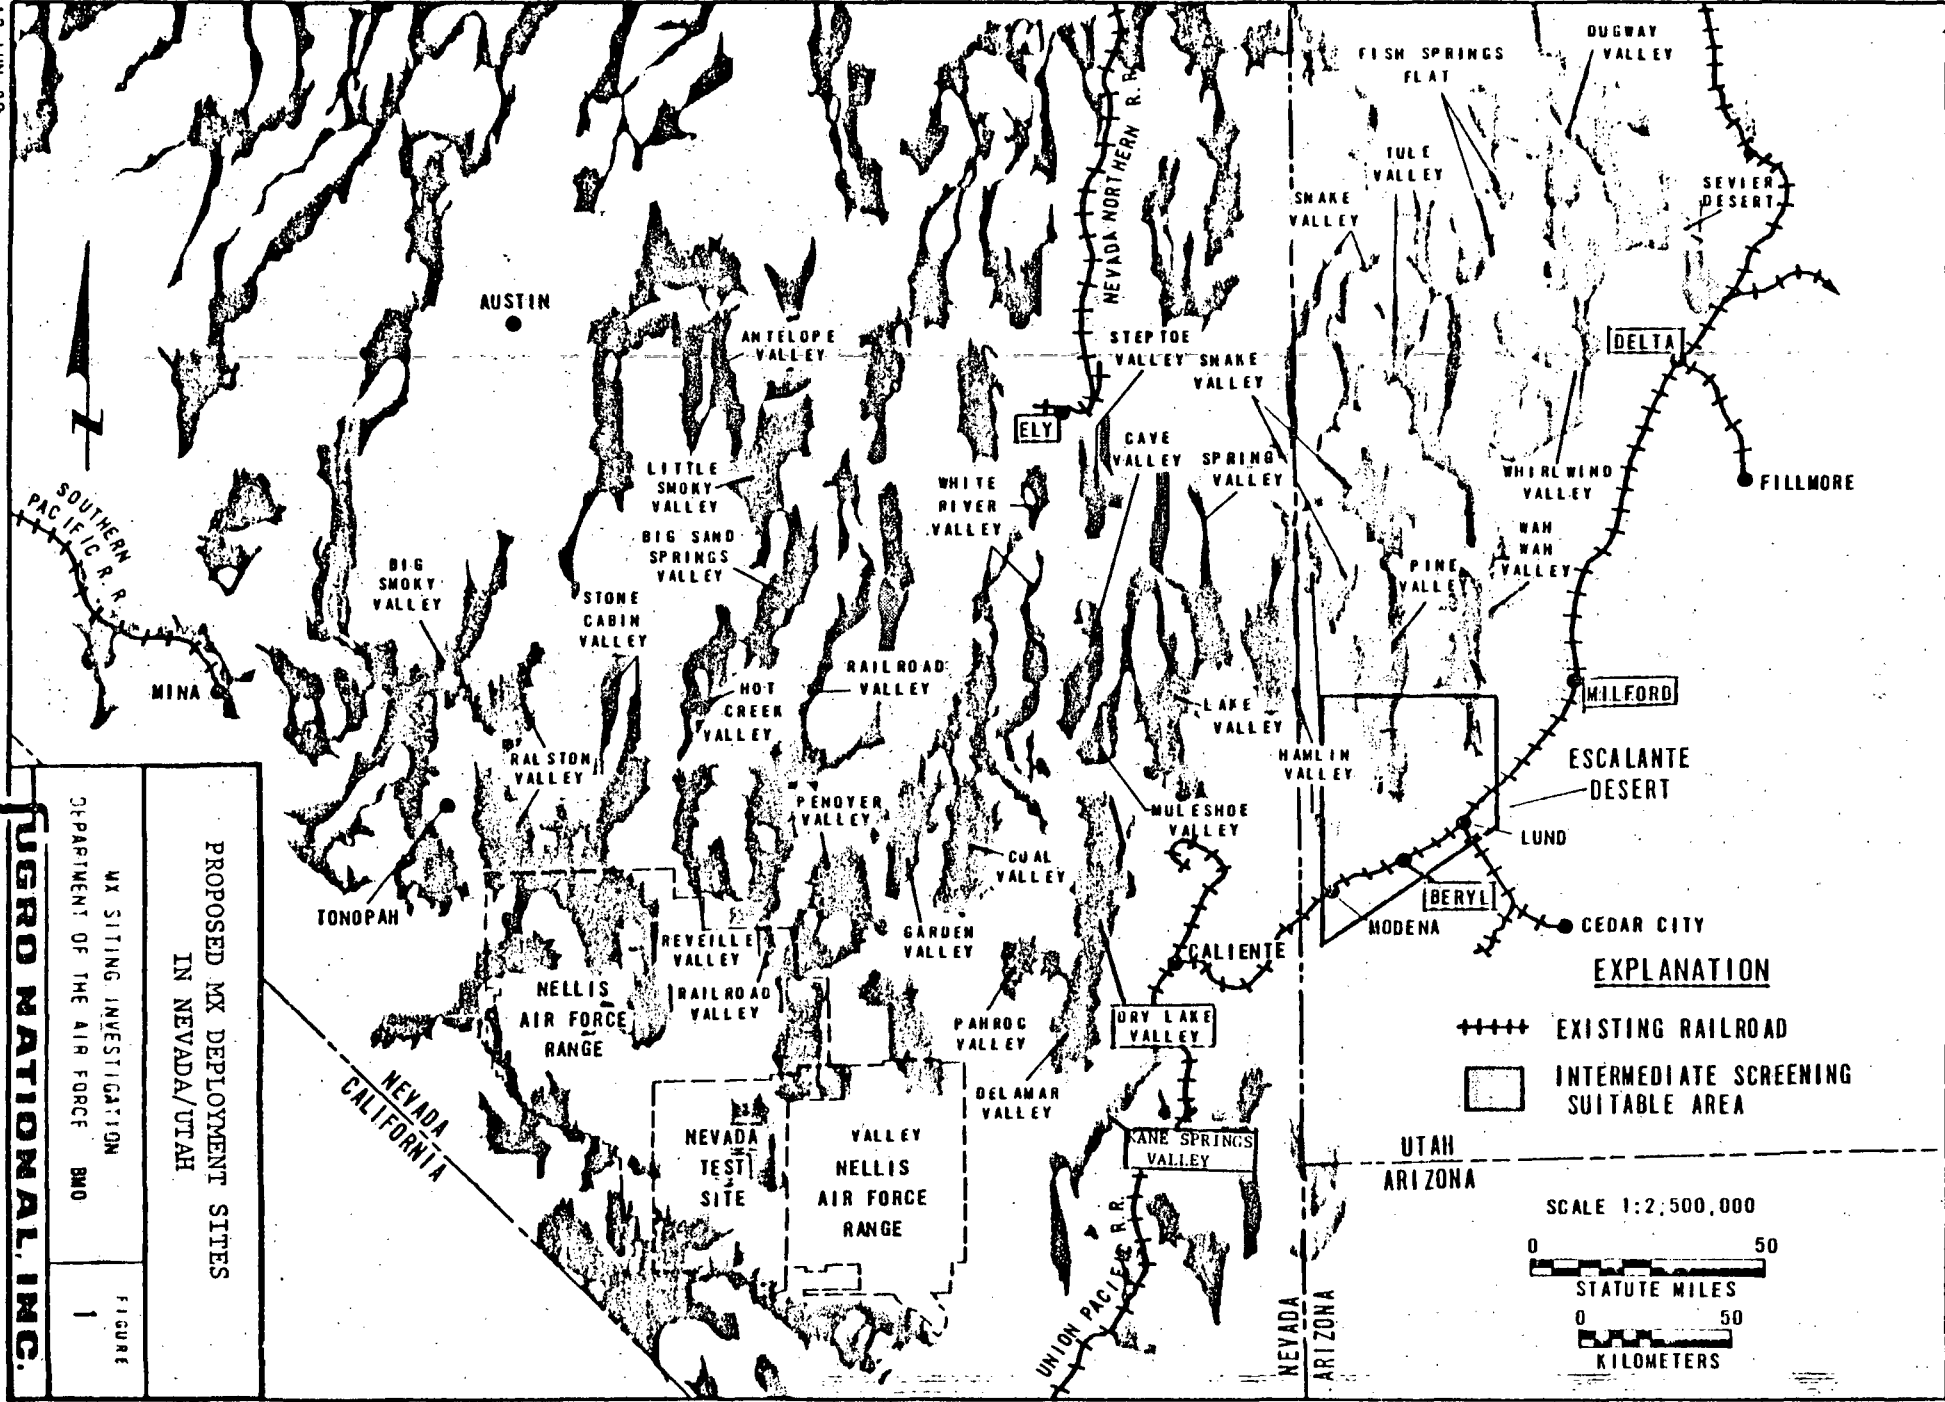 DUGWAY
VALLEY
FISH SPRINGS
FLAT
NEVADA NORTHERN R.R.
TULE
VALLEY
SNAKE
VALLEY
SEVIER
DESERT
AUSTIN
ANTELOPE
VALLEY
STEPTOE
VALLEY
SNAKE
VALLEY
DELTA
ELY
CAVE
VALLEY
SPRING
VALLEY
LITTLE
SMOKY
VALLEY
WHITE
RIVER
VALLEY
WHIRLWIND
VALLEY
FILLMORE
SOUTHERN
PACIFIC R.R.
BIG SAND
SPRINGS
VALLEY
WAH
WAH
VALLEY
BIG
SMOKY
VALLEY
STONE
CABIN
VALLEY
PINE
VALLEY
MINA
HOT
CREEK
VALLEY
RAILROAD
VALLEY
LAKE
VALLEY
MILFORD
RALSTON
VALLEY
HAMLIN
VALLEY
ESCALANTE
DESERT
PENOYER
VALLEY
MULESHOE
VALLEY
LUND
COAL
VALLEY
TONOPAH
BERYL
MODENA
CEDAR CITY
REVEILLE
VALLEY
GARDEN
VALLEY
CALIENTE
NELLIS
AIR FORCE
RANGE
RAILROAD
VALLEY
PAHROC
VALLEY
DRY LAKE
VALLEY
EXPLANATION
EXISTING RAILROAD
INTERMEDIATE SCREENING
SUITABLE AREA
NEVADA
CALIFORNIA
DELAMAR
VALLEY
NEVADA
TEST
SITE
VALLEY
NELLIS
AIR FORCE
RANGE
KANE SPRINGS
VALLEY
UTAH
ARIZONA
UNION PACIFIC R.R.
NEVADA
ARIZONA
SCALE 1:2,500,000
0 50
STATUTE MILES
0 50
KILOMETERS
PROPOSED MX DEPLOYMENT SITES
IN NEVADA/UTAH
MX SITING INVESTIGATION
DEPARTMENT OF THE AIR FORCE BMO
FIGURE
1
FUGRO NATIONAL, INC.